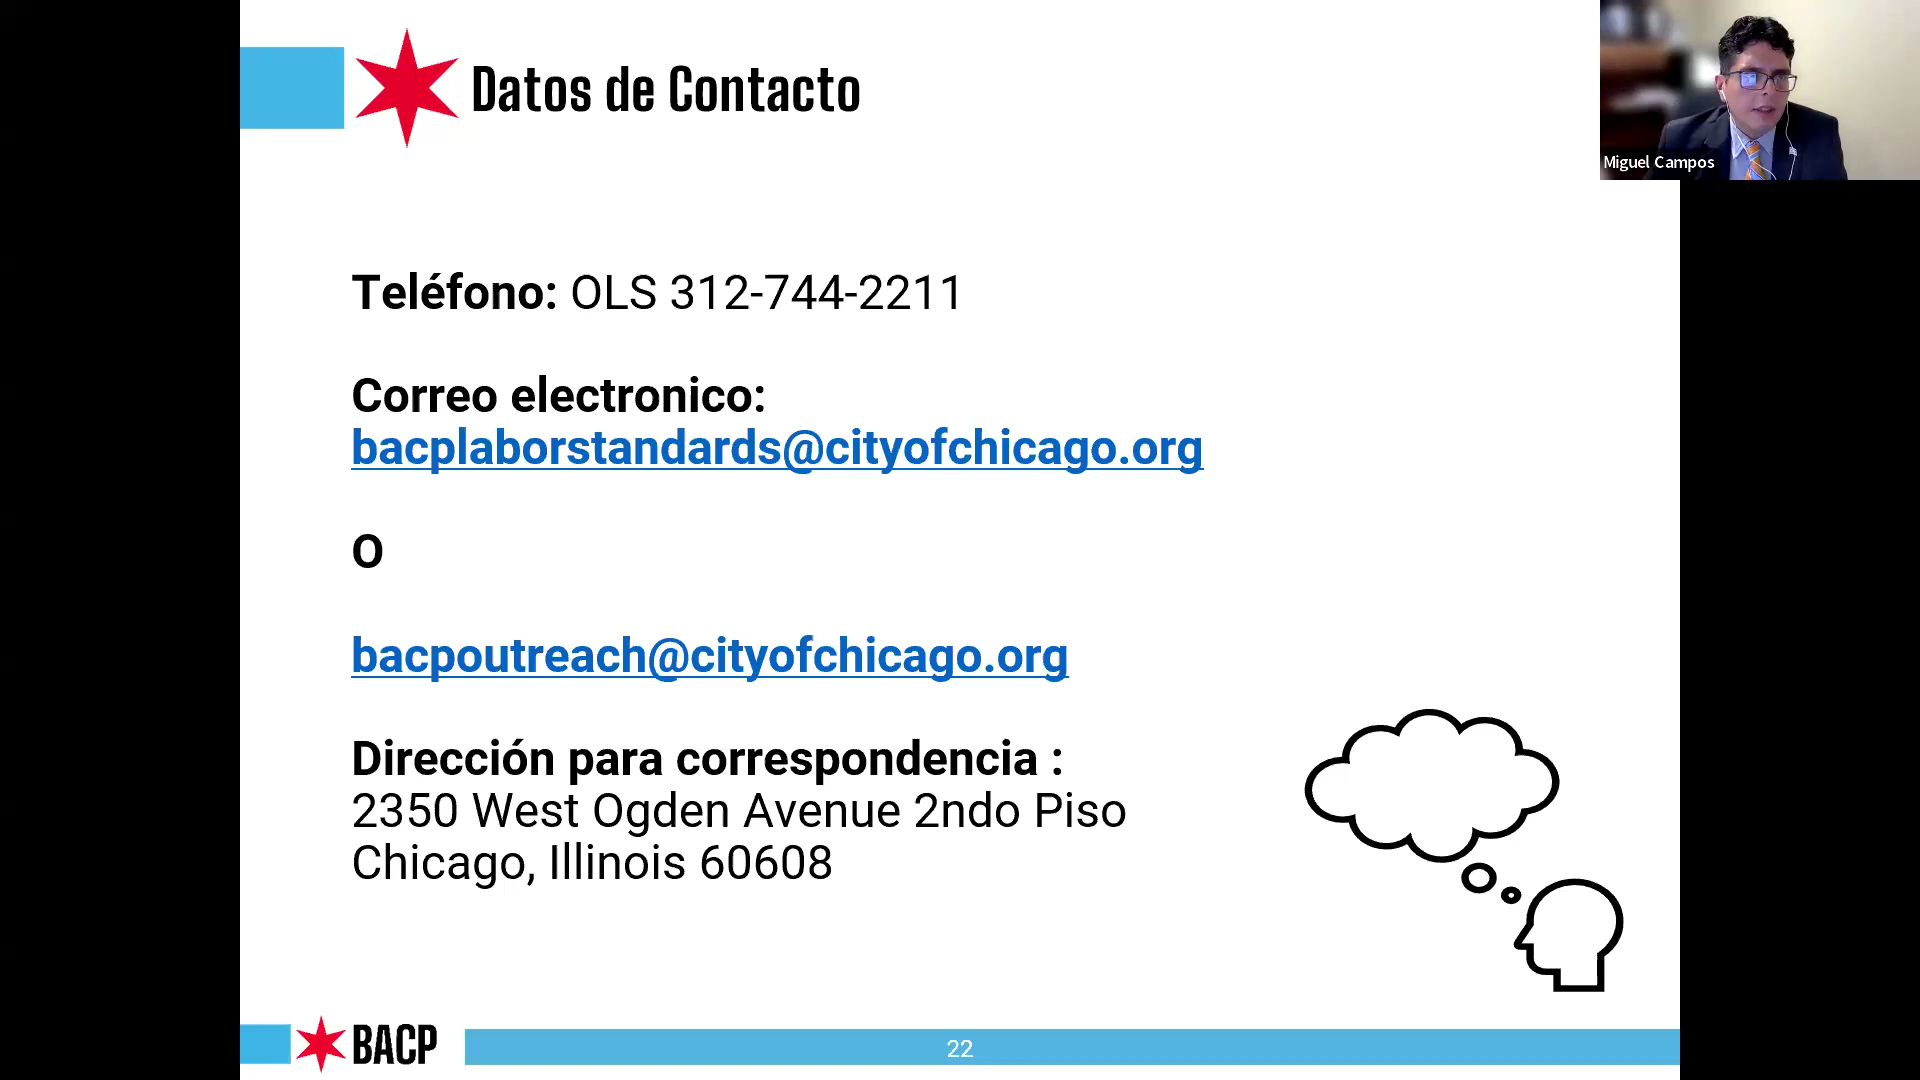 Datos de Contacto
Miguel Campos
Teléfono: OLS 312-744-2211
Correo electronico:
bacplaborstandards@cityofchicago.org
O
bacpoutreach@cityofchicago.org
Dirección para correspondencia :
2350 West Ogden Avenue 2ndo Piso
Chicago, Illinois 60608
BACP
22